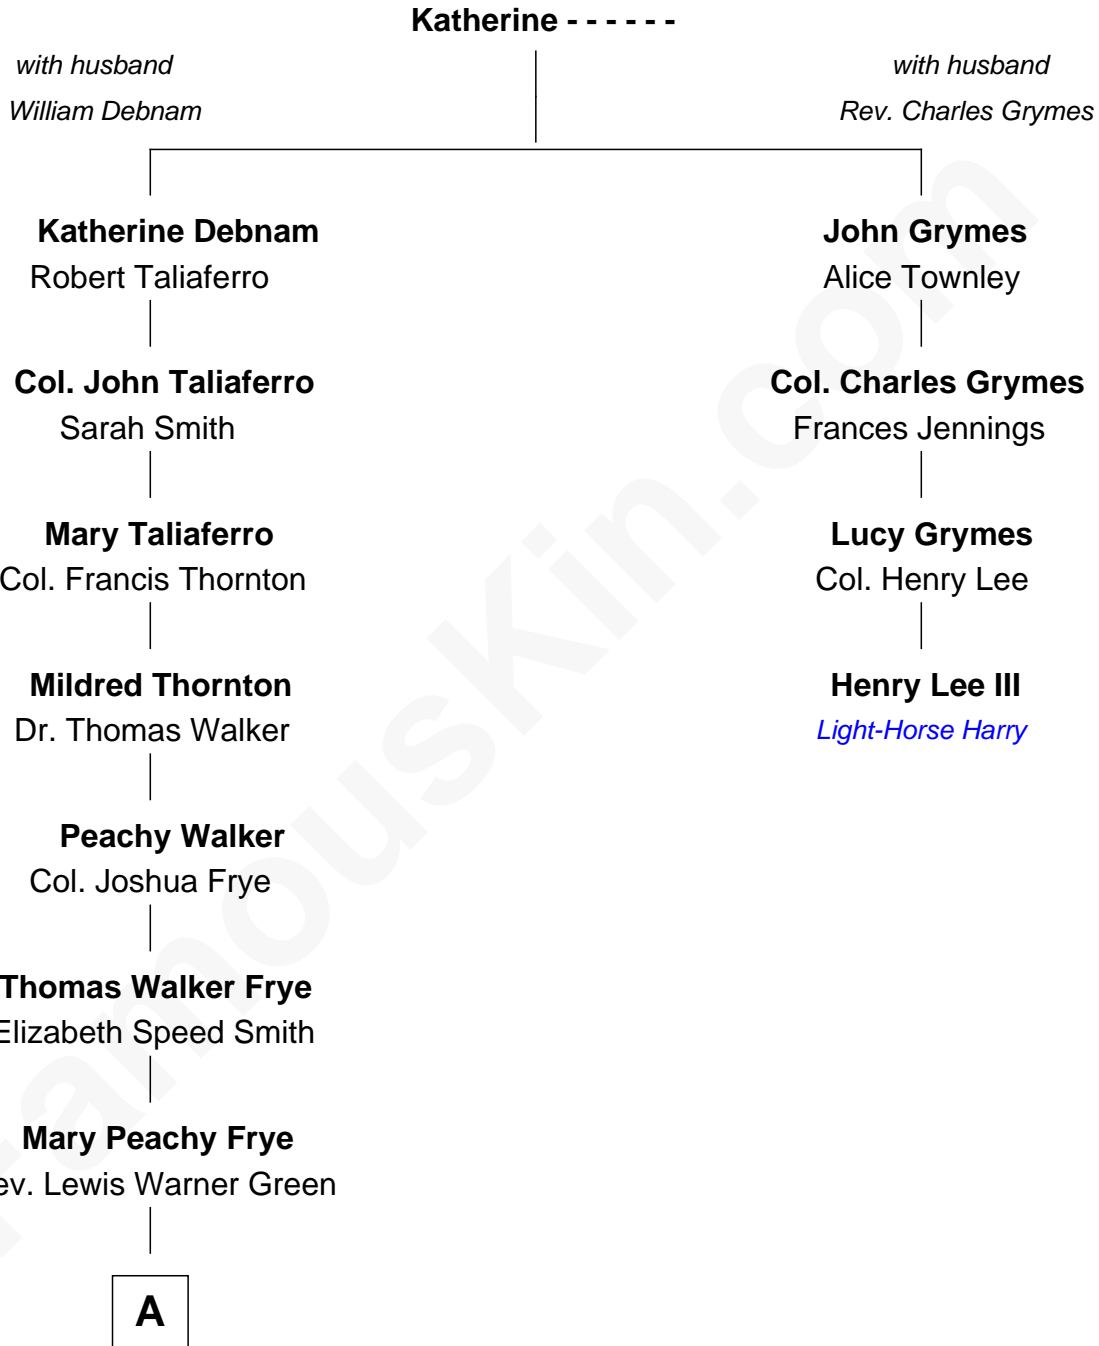 Katherine - - - - - -
with husband
William Debnam
with husband
Rev. Charles Grymes
Katherine Debnam
Robert Taliaferro
John Grymes
Alice Townley
Col. John Taliaferro
Sarah Smith
Col. Charles Grymes
Frances Jennings
Mary Taliaferro
Col. Francis Thornton
Lucy Grymes
Col. Henry Lee
Mildred Thornton
Dr. Thomas Walker
Henry Lee III
Light-Horse Harry
Peachy Walker
Col. Joshua Frye
Thomas Walker Frye
Elizabeth Speed Smith
Mary Peachy Frye
ev. Lewis Warner Green
A
FamousKin.com